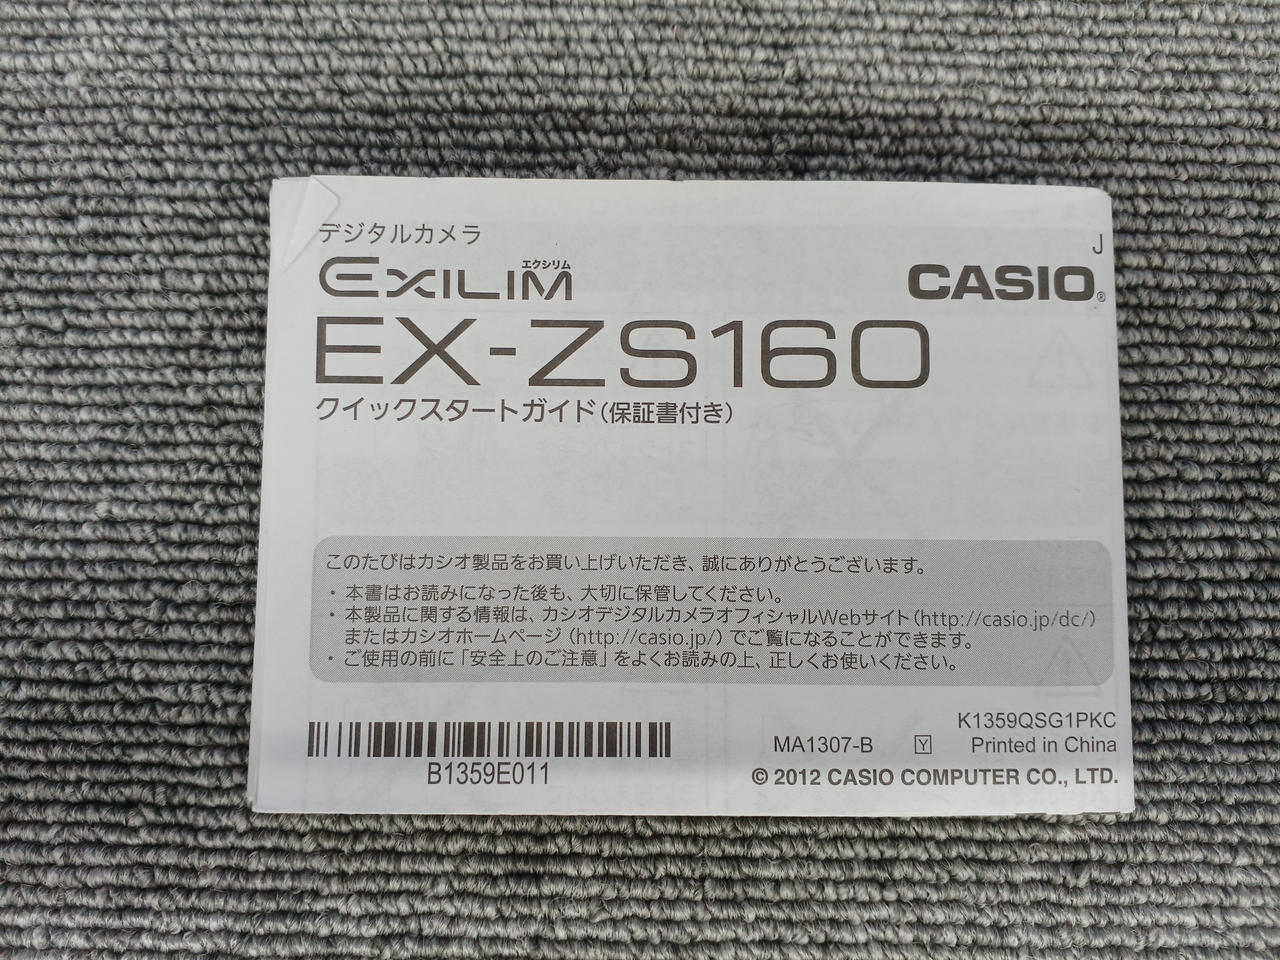 デジタルカメラ
J
エクシリム
EXILIM
CASIO®
EX-ZS160
クイックスタートガイド(保証書付き)
このたびはカシオ製品をお買い上げいただき、誠にありがとうございます。
・本書はお読みになった後も、大切に保管してください。
・本製品に関する情報は、カシオデジタルカメラオフィシャルWebサイト(http://casio.jp/dc/)
またはカシオホームページ(http://casio.jp/)でご覧になることができます。
・ご使用の前に「安全上のご注意」をよくお読みの上、正しくお使いください。
B1359E011
K1359QSG1PKC
MA1307-B Y Printed in China
© 2012 CASIO COMPUTER CO., LTD.